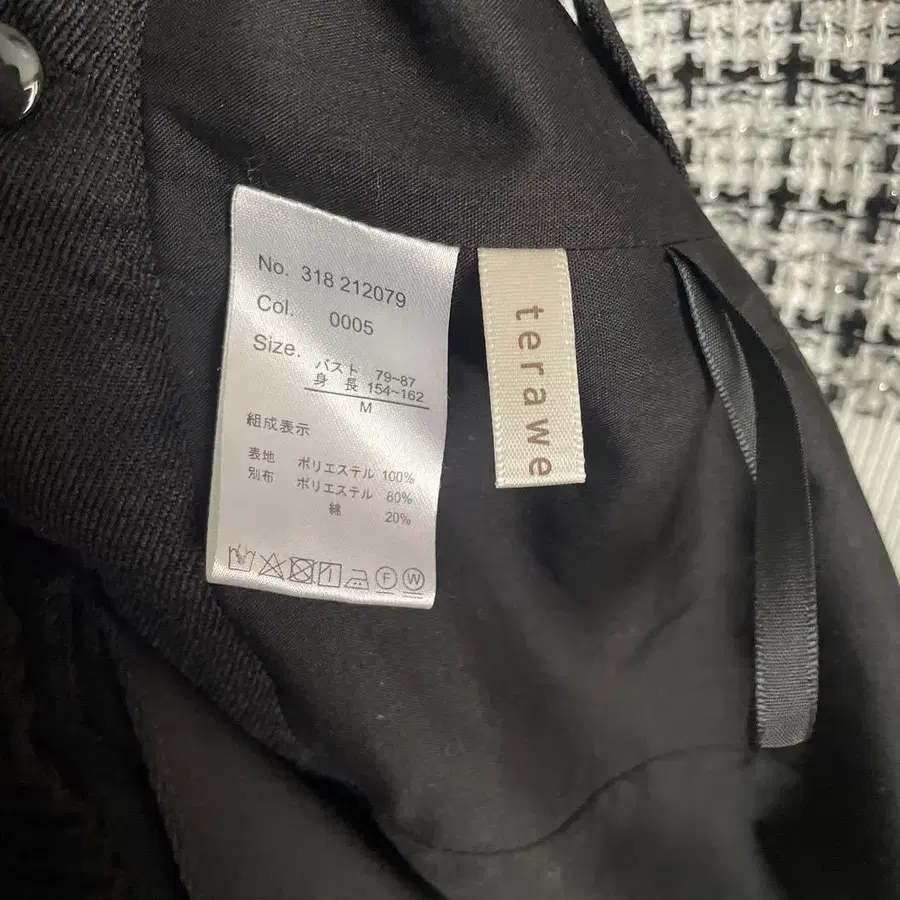 No. 318 212079
Col. 0005
Size. バスト 79~87
身 長 154~162
M
組成表示
表地 ポリエステル 100%
別布 ポリエステル 80%
綿 20%
F W
terawe